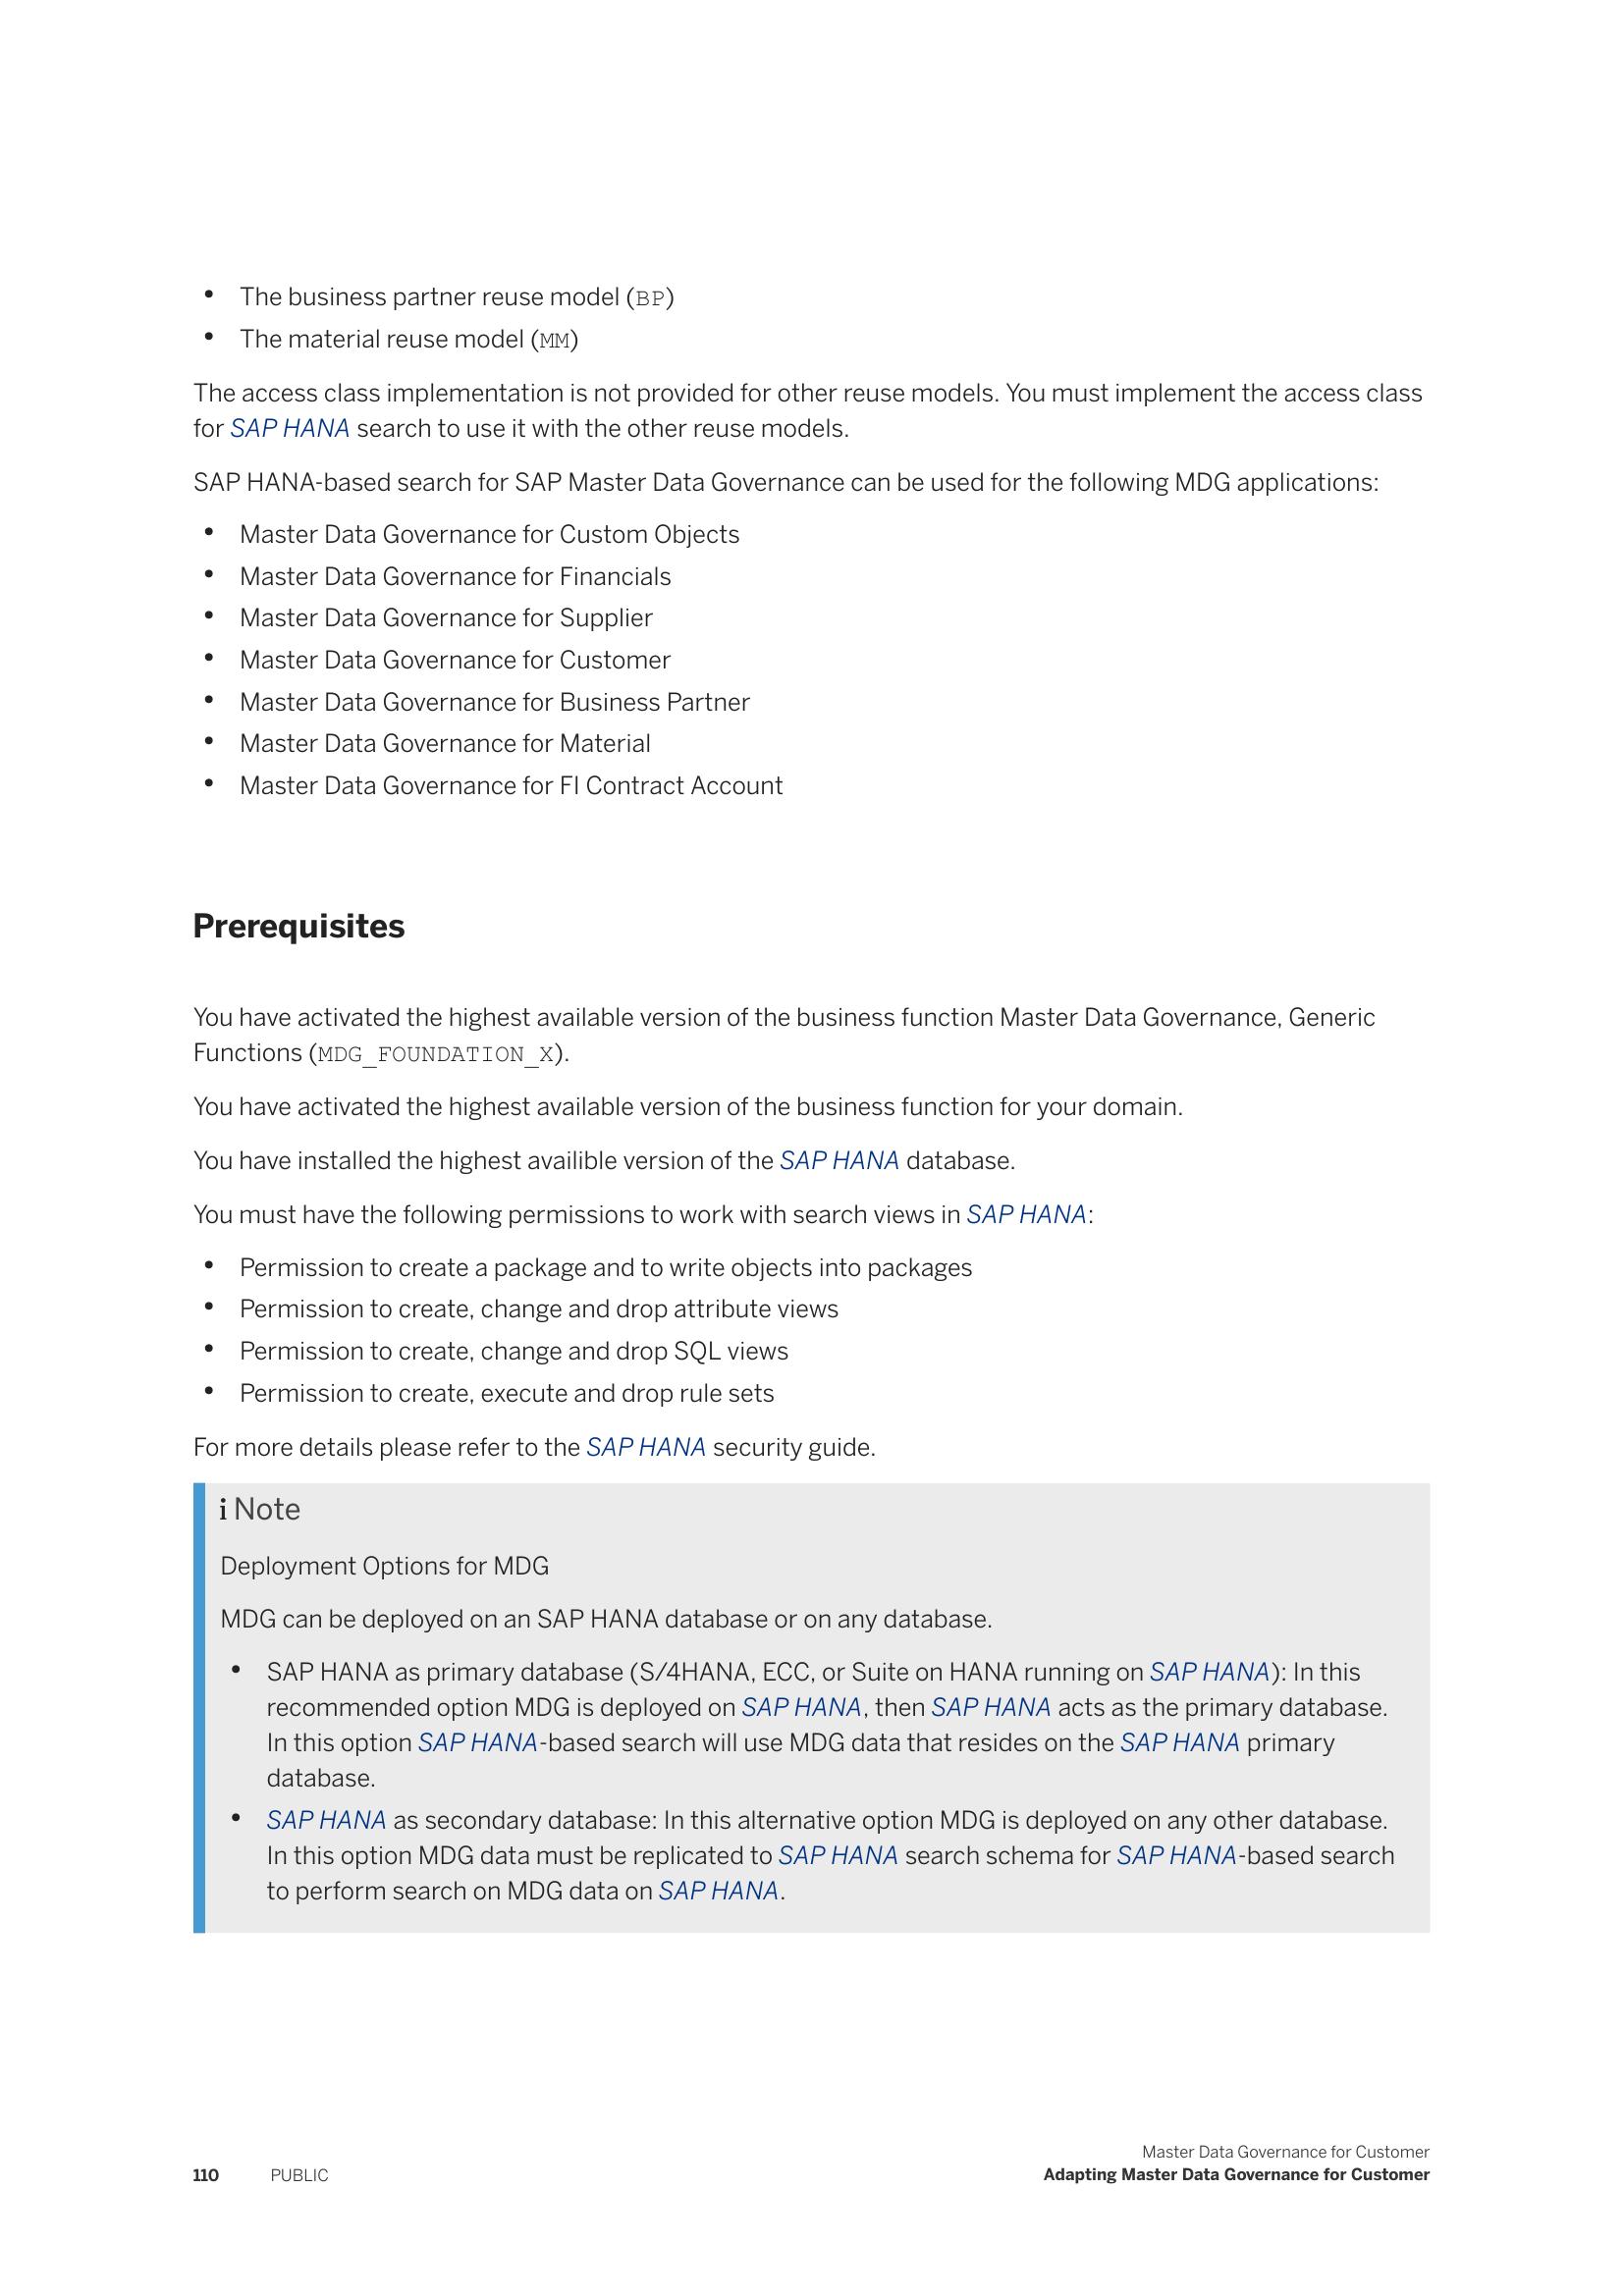 • The business partner reuse model (BP)
• The material reuse model (MM)
The access class implementation is not provided for other reuse models. You must implement the access class
for SAP HANA search to use it with the other reuse models.
SAP HANA-based search for SAP Master Data Governance can be used for the following MDG applications:
• Master Data Governance for Custom Objects
• Master Data Governance for Financials
• Master Data Governance for Supplier
• Master Data Governance for Customer
• Master Data Governance for Business Partner
• Master Data Governance for Material
• Master Data Governance for FI Contract Account
Prerequisites
You have activated the highest available version of the business function Master Data Governance, Generic
Functions (MDG_FOUNDATION_X).
You have activated the highest available version of the business function for your domain.
You have installed the highest availible version of the SAP HANA database.
You must have the following permissions to work with search views in SAP HANA:
• Permission to create a package and to write objects into packages
• Permission to create, change and drop attribute views
• Permission to create, change and drop SQL views
• Permission to create, execute and drop rule sets
For more details please refer to the SAP HANA security guide.
i Note
Deployment Options for MDG
MDG can be deployed on an SAP HANA database or on any database.
• SAP HANA as primary database (S/4HANA, ECC, or Suite on HANA running on SAP HANA): In this
recommended option MDG is deployed on SAP HANA, then SAP HANA acts as the primary database.
In this option SAP HANA-based search will use MDG data that resides on the SAP HANA primary
database.
• SAP HANA as secondary database: In this alternative option MDG is deployed on any other database.
In this option MDG data must be replicated to SAP HANA search schema for SAP HANA-based search
to perform search on MDG data on SAP HANA.
Master Data Governance for Customer
110 PUBLIC Adapting Master Data Governance for Customer